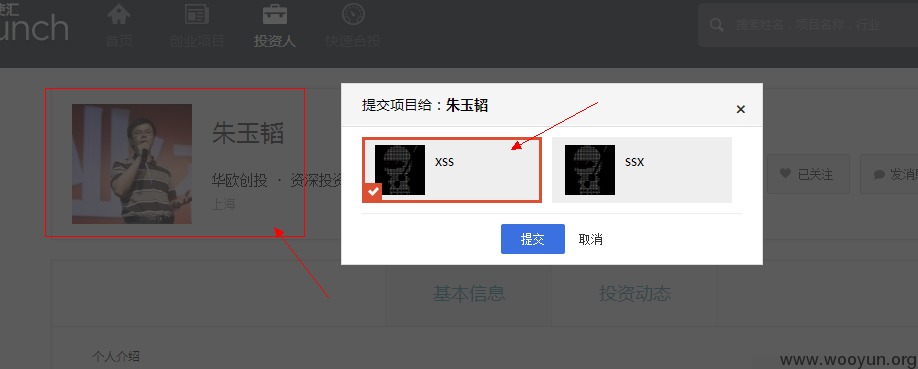 使汇
unch
首页
创业项目
投资人
快速合投
搜索姓名，项目名称，行业
提交项目给：朱玉韬
×
朱玉韬
华欧创投 · 资深投资
上海
xss
ssx
已关注
发消息
提交
取消
基本信息
投资动态
个人介绍
www.wooyun.org